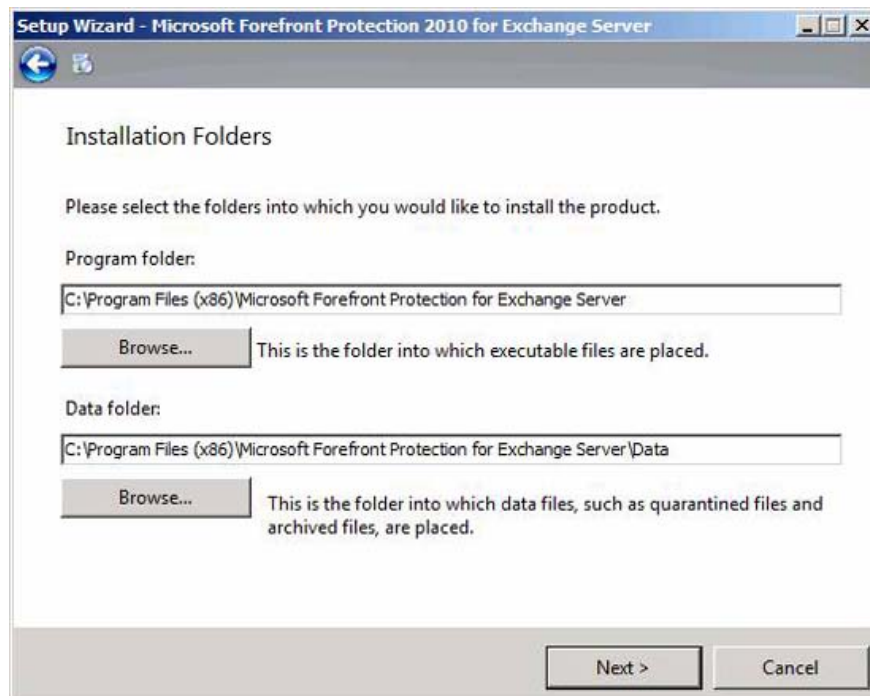 Setup Wizard - Microsoft Forefront Protection 2010 for Exchange Server
Installation Folders
Please select the folders into which you would like to install the product.
Program folder:
C:\Program Files (x86)\Microsoft Forefront Protection for Exchange Server
Browse... This is the folder into which executable files are placed.
Data folder:
C:\Program Files (x86)\Microsoft Forefront Protection for Exchange Server\Data
Browse... This is the folder into which data files, such as quarantined files and
archived files, are placed.
Next > Cancel